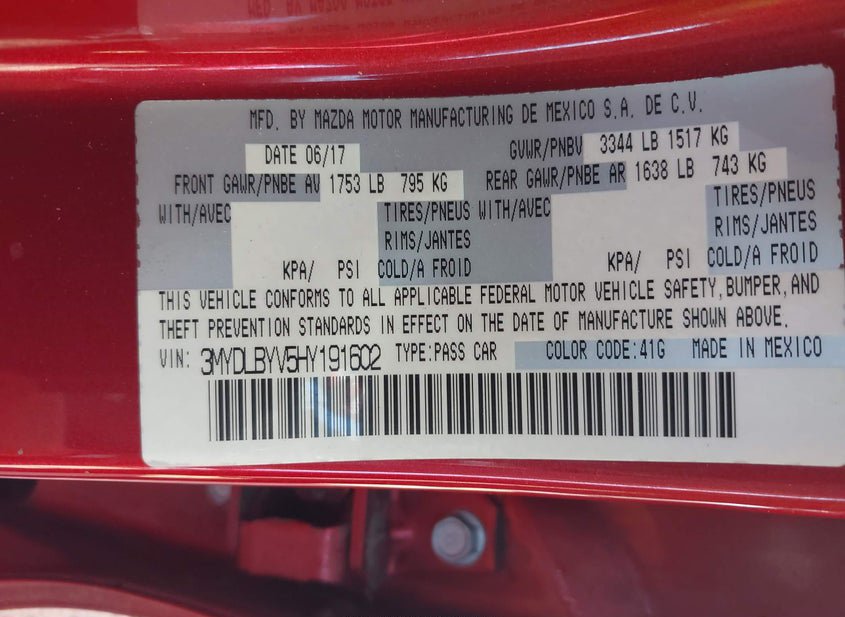 MFD. BY MAZDA MOTOR MANUFACTURING DE MEXICO S.A. DE C.V.
DATE 06/17 GVWR/PNBV 3344 LB 1517 KG
FRONT GAWR/PNBE AV 1753 LB 795 KG REAR GAWR/PNBE AR 1638 LB 743 KG
WITH/AVEC TIRES/PNEUS WITH/AVEC TIRES/PNEUS
RIMS/JANTES RIMS/JANTES
KPA/ PSI COLD/A FROID KPA/ PSI COLD/A FROID
THIS VEHICLE CONFORMS TO ALL APPLICABLE FEDERAL MOTOR VEHICLE SAFETY, BUMPER, AND
THEFT PREVENTION STANDARDS IN EFFECT ON THE DATE OF MANUFACTURE SHOWN ABOVE.
VIN: 3MYDLBYV5HY191602 TYPE:PASS CAR COLOR CODE:41G MADE IN MEXICO